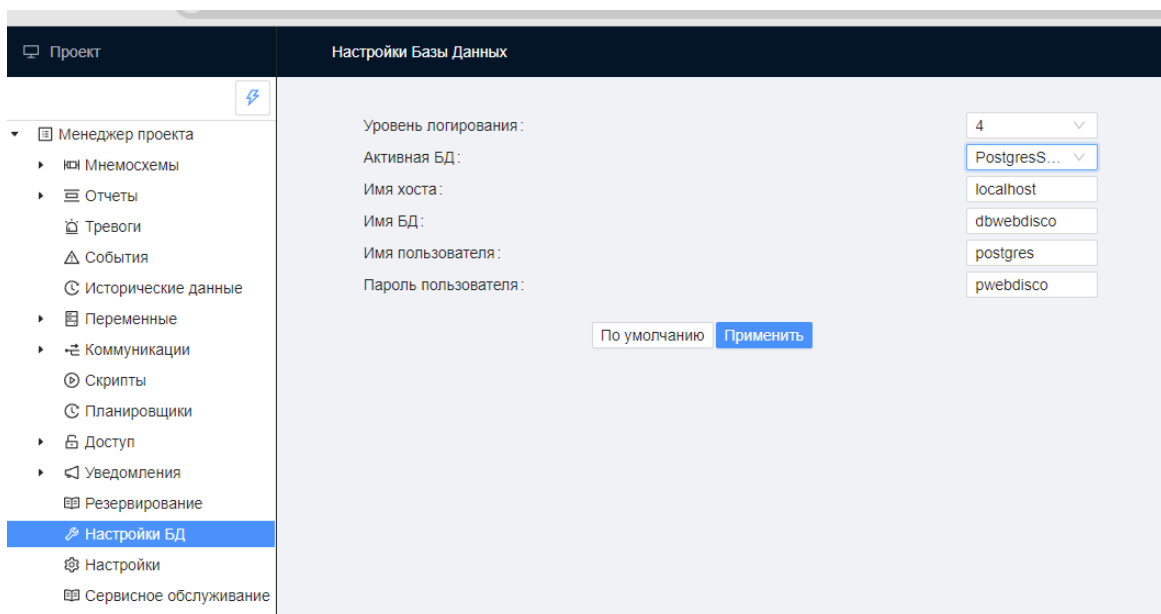 Проект
Настройки Базы Данных
Менеджер проекта
Мнемосхемы
Отчеты
Тревоги
События
Исторические данные
Переменные
Коммуникации
Скрипты
Планировщики
Доступ
Уведомления
Резервирование
Настройки БД
Настройки
Сервисное обслуживание
Уровень логирования: 4
Активная БД: PostgresS...
Имя хоста: localhost
Имя БД: dbwebdisco
Имя пользователя: postgres
Пароль пользователя: pwebdisco
По умолчанию Применить